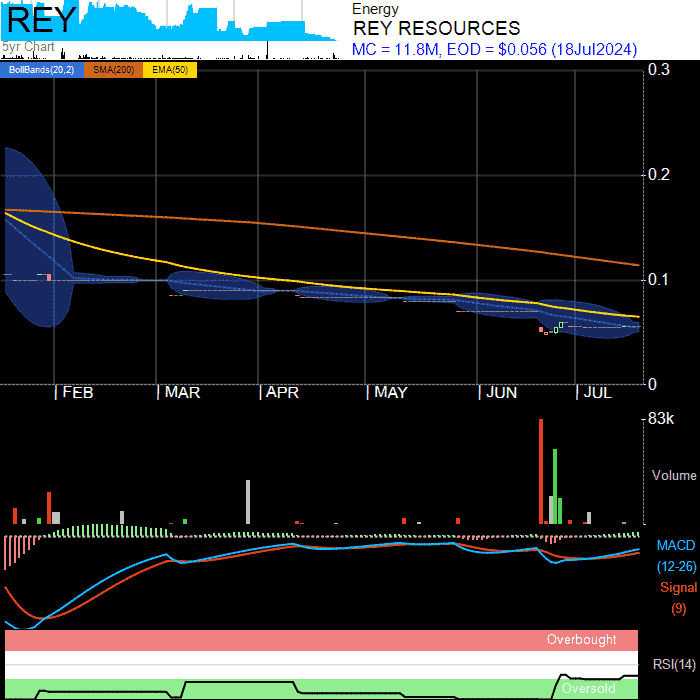 REY
5yr Chart
Energy
REY RESOURCES
MC = 11.8M, EOD = $0.056 (18Jul2024)
BollBands(20,2) SMA(200) EMA(50)
0.3
0.2
0.1
0
FEB MAR APR MAY JUN JUL
83k
Volume
MACD
(12-26)
Signal
(9)
Overbought
RSI(14)
Oversold